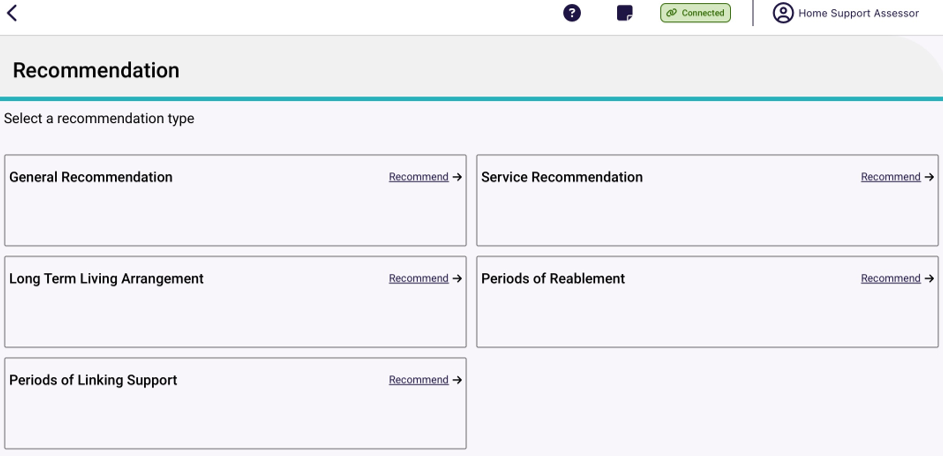 ?
Connected
Home Support Assessor
Recommendation
Select a recommendation type
General Recommendation
Recommend →
Service Recommendation
Recommend →
Long Term Living Arrangement
Recommend →
Periods of Reablement
Recommend →
Periods of Linking Support
Recommend →